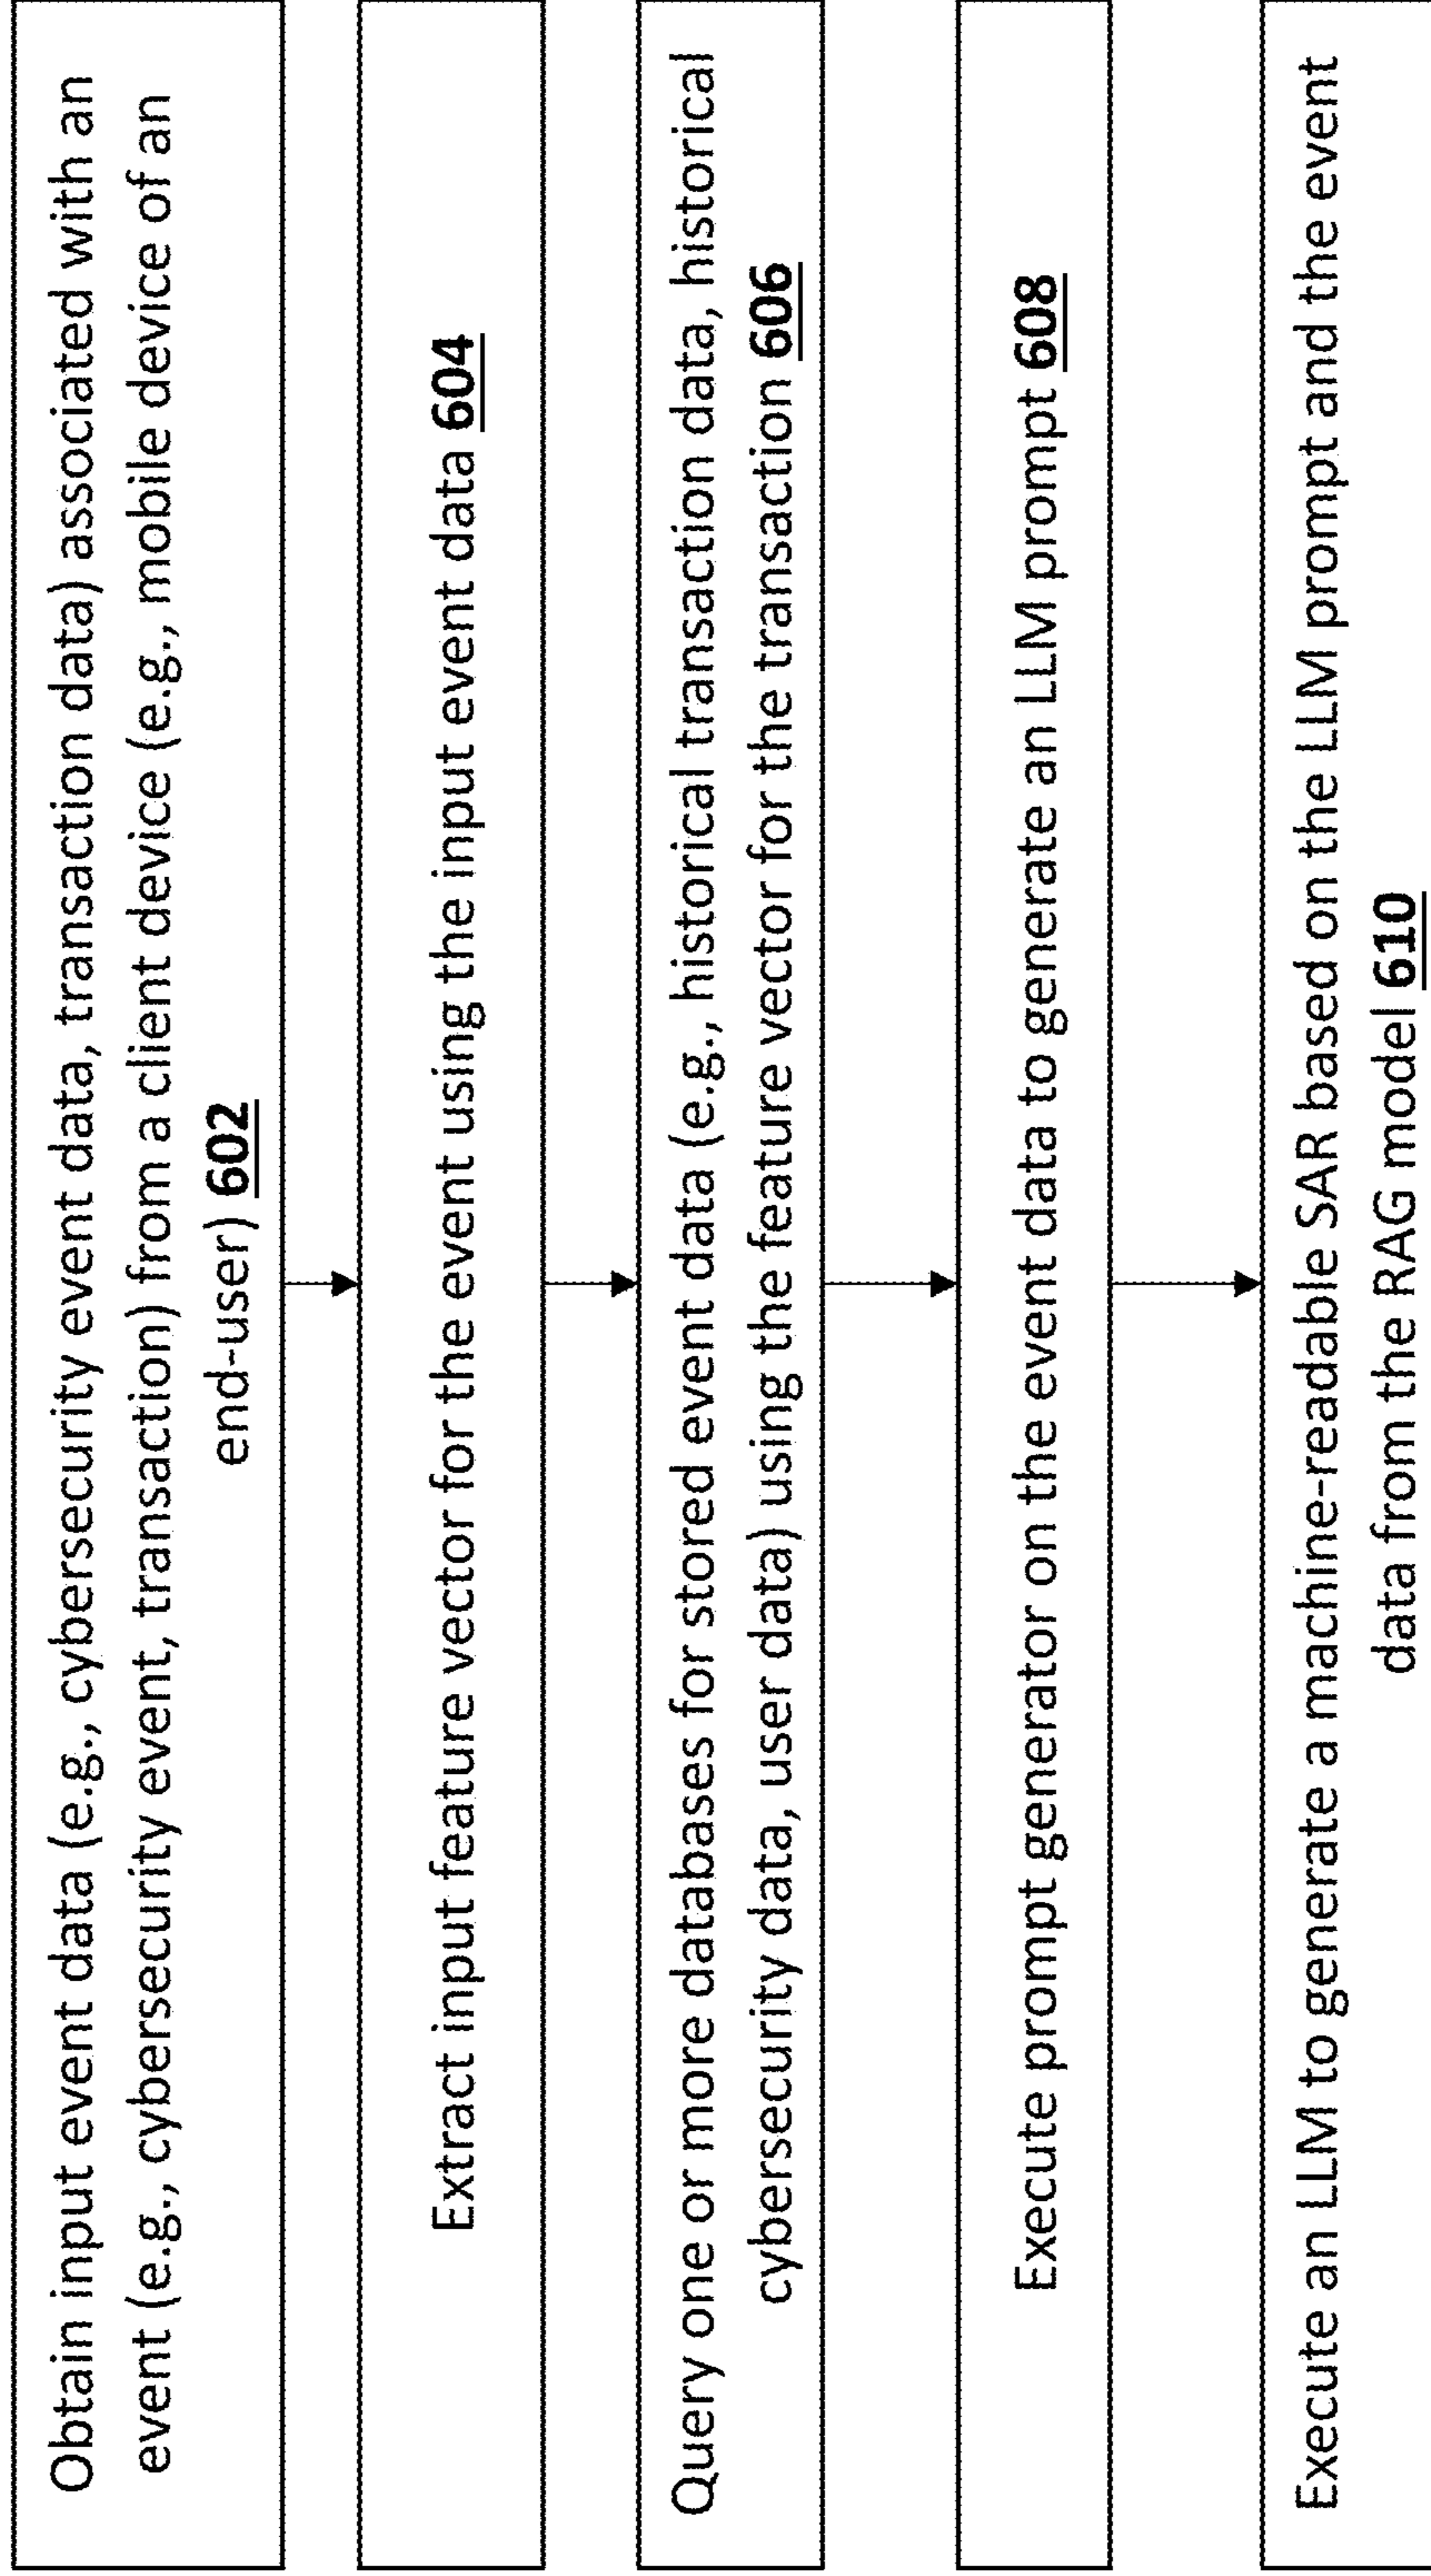 Obtain input event data (e.g., cybersecurity event data, transaction data) associated with an
event (e.g., cybersecurity event, transaction) from a client device (e.g., mobile device of an
end-user) 602
Extract input feature vector for the event using the input event data 604
Query one or more databases for stored event data (e.g., historical transaction data, historical
cybersecurity data, user data) using the feature vector for the transaction 606
Execute prompt generator on the event data to generate an LLM prompt 608
Execute an LLM to generate a machine-readable SAR based on the LLM prompt and the event
data from the RAG model 610